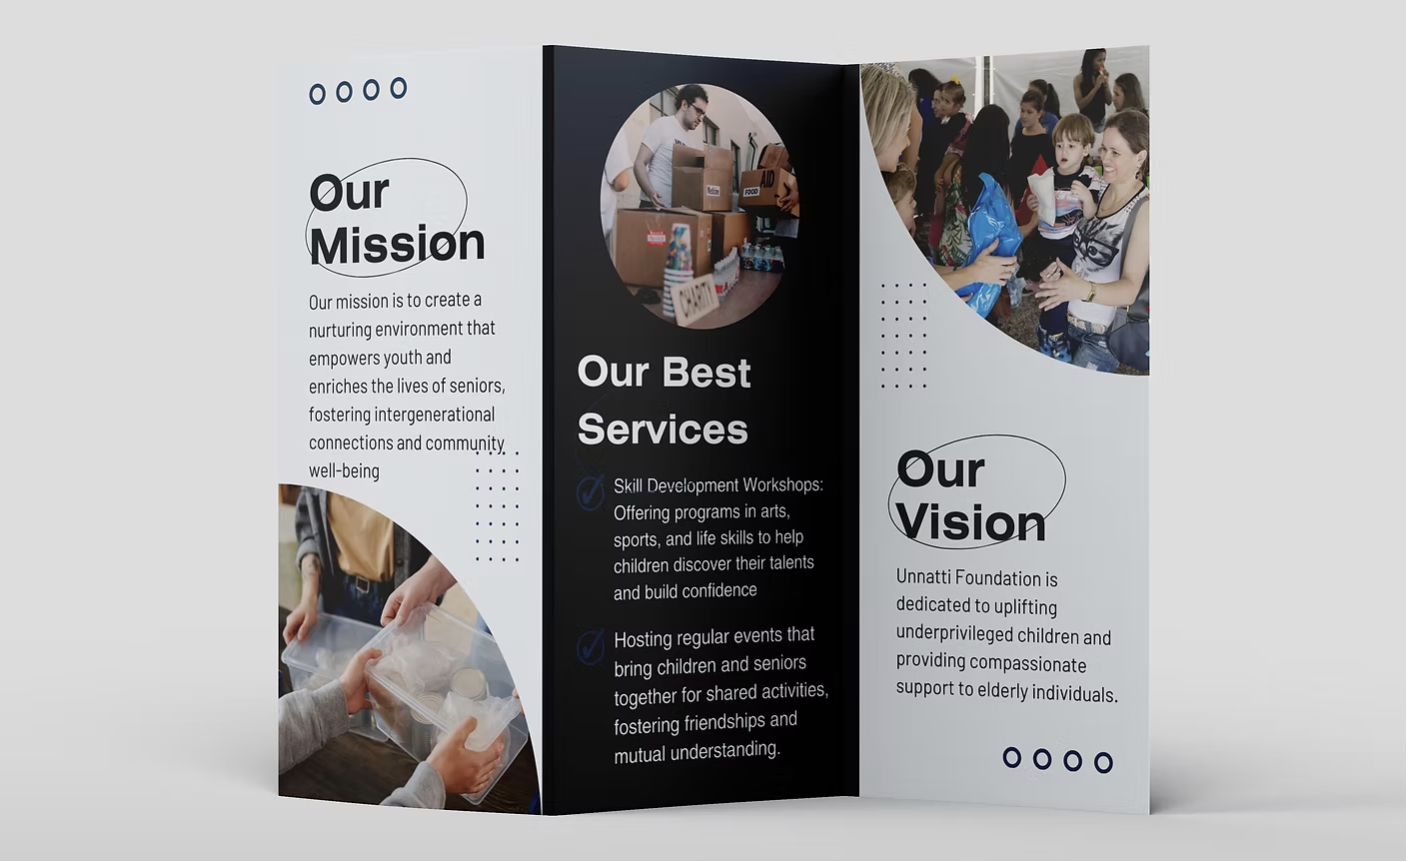 Our
Mission
Our mission is to create a
nurturing environment that
empowers youth and
enriches the lives of seniors,
fostering intergenerational
connections and community
well-being
AID
FOOD
CHARITY
Our Best
Services
Skill Development Workshops:
Offering programs in arts,
sports, and life skills to help
children discover their talents
and build confidence
Hosting regular events that
bring children and seniors
together for shared activities,
fostering friendships and
mutual understanding.
Our
Vision
Unnatti Foundation is
dedicated to uplifting
underprivileged children and
providing compassionate
support to elderly individuals.